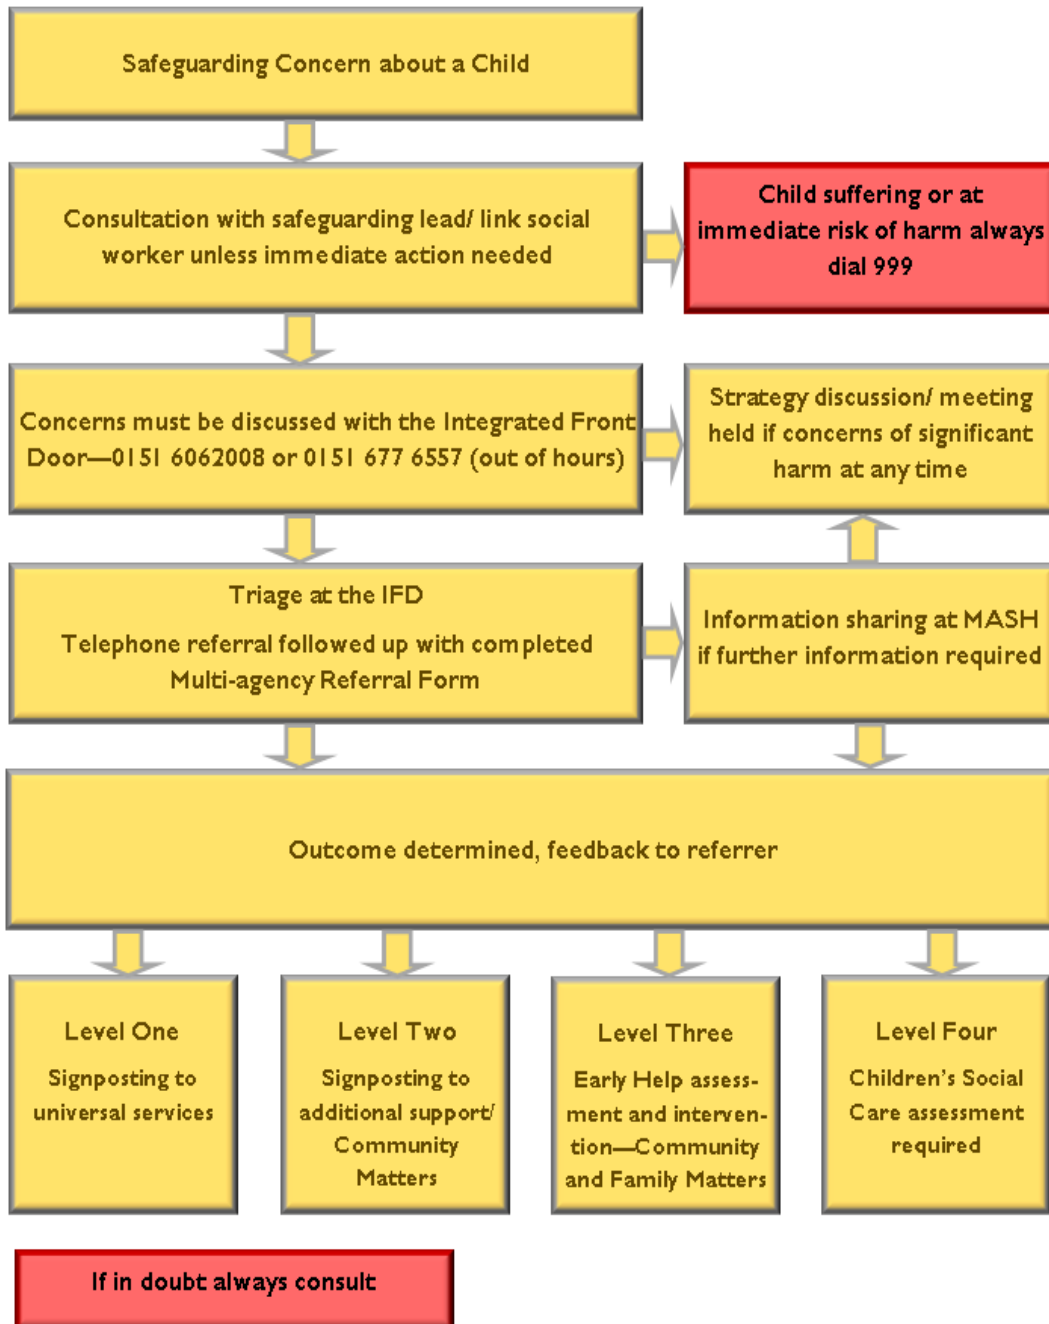 Safeguarding Concern about a Child
Consultation with safeguarding lead/ link social
worker unless immediate action needed
Child suffering or at
immediate risk of harm always
dial 999
Concerns must be discussed with the Integrated Front
Door—0151 6062008 or 0151 677 6557 (out of hours)
Strategy discussion/ meeting
held if concerns of significant
harm at any time
Triage at the IFD
Telephone referral followed up with completed
Multi-agency Referral Form
Information sharing at MASH
if further information required
Outcome determined, feedback to referrer
Level One
Signposting to
universal services
Level Two
Signposting to
additional support/
Community
Matters
Level Three
Early Help assess-
ment and interven-
tion—Community
and Family Matters
Level Four
Children's Social
Care assessment
required
If in doubt always consult